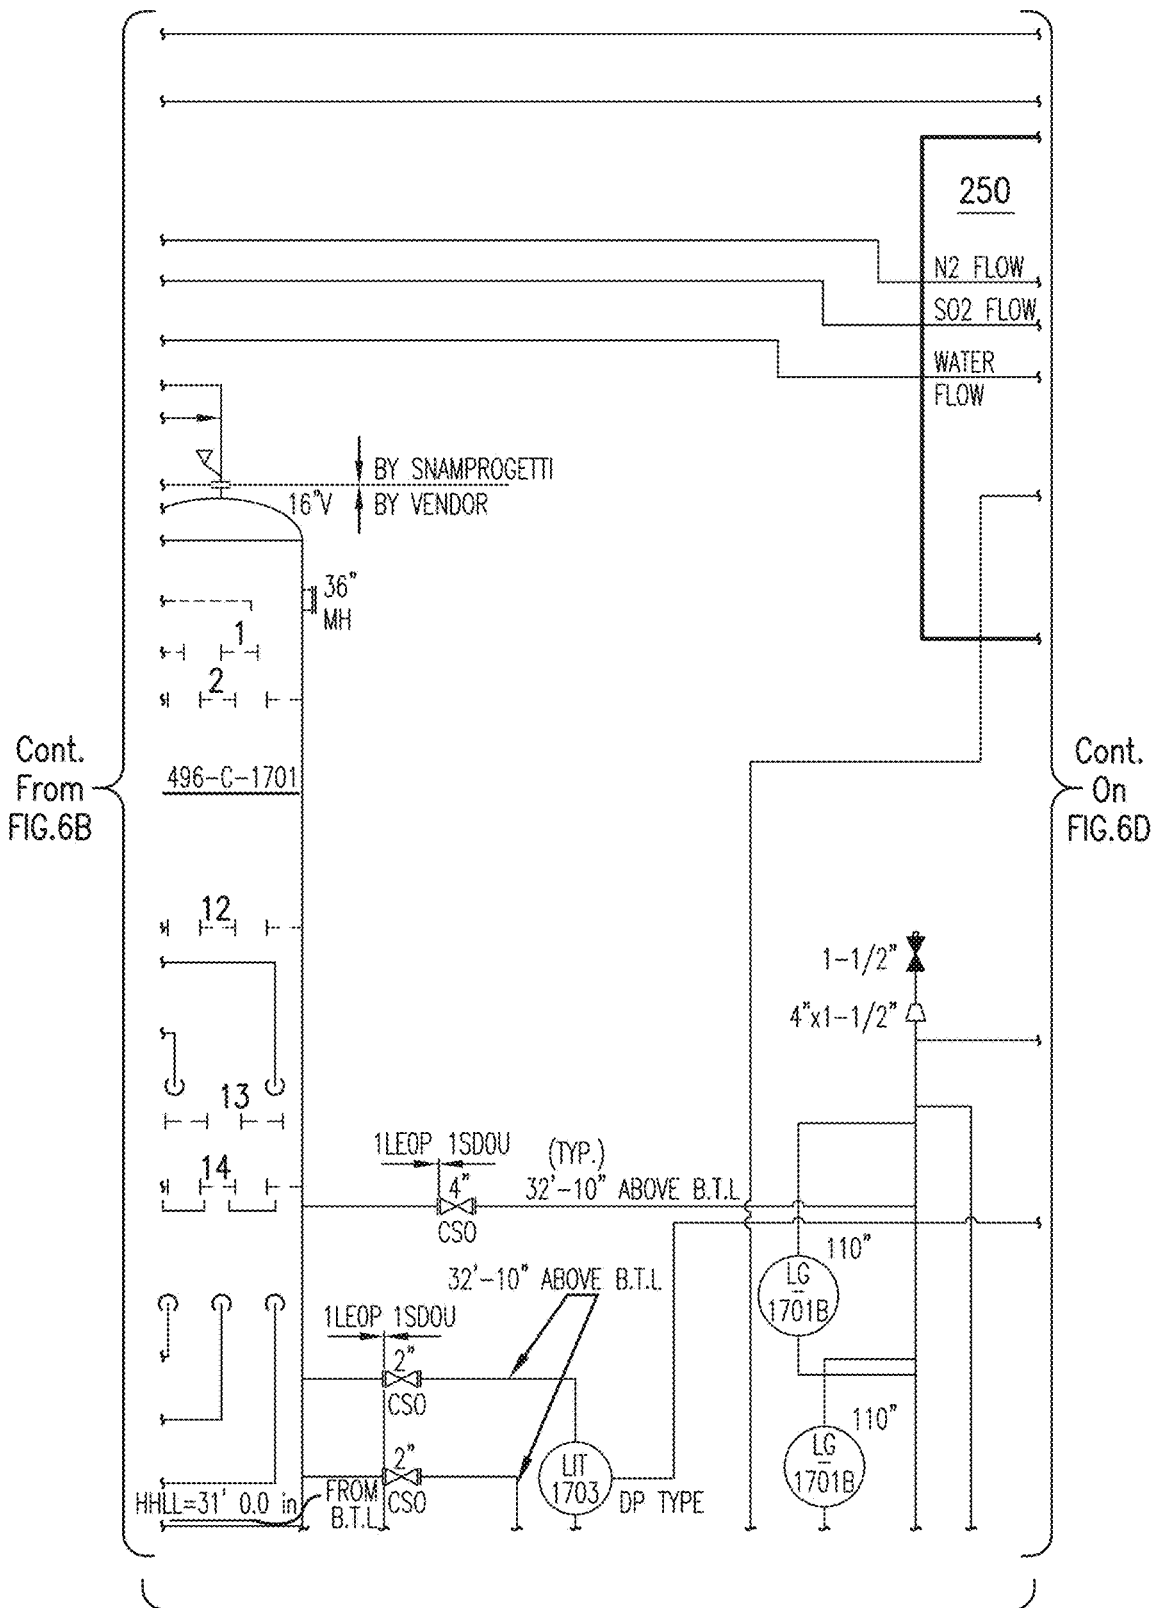 250
N2 FLOW
SO2 FLOW
WATER
FLOW
BY SNAMPROGETTI
16"V
BY VENDOR
36"
MH
1
2
Cont.
From
FIG.6B
496-C-1701
Cont.
On
FIG.6D
12
1-1/2"
4"x1-1/2"
13
14
1LEOP 1SDOU
4"
CSO
(TYP.)
32'-10" ABOVE B.T.L
110"
LG
1701B
32'-10" ABOVE B.T.L
1LEOP 1SDOU
2"
CSO
110"
LG
1701B
2"
CSO
LIT
1703
DP TYPE
HHLL=31' 0.0 in
FROM
B.T.L